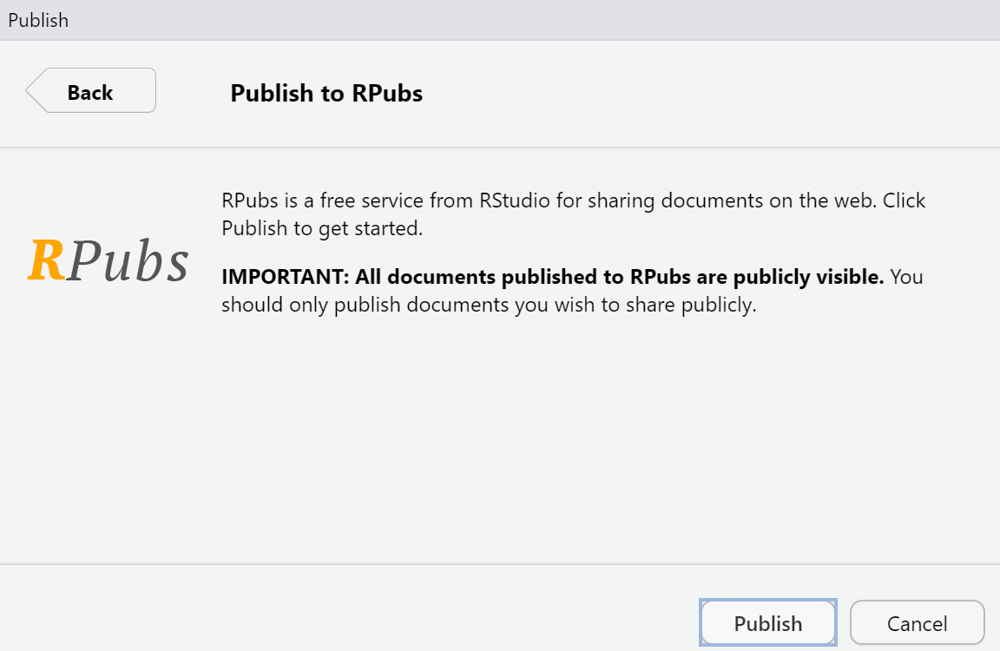 Publish
Back
Publish to RPubs
RPubs is a free service from RStudio for sharing documents on the web. Click
Publish to get started.
RPubs
IMPORTANT: All documents published to RPubs are publicly visible. You
should only publish documents you wish to share publicly.
Publish
Cancel